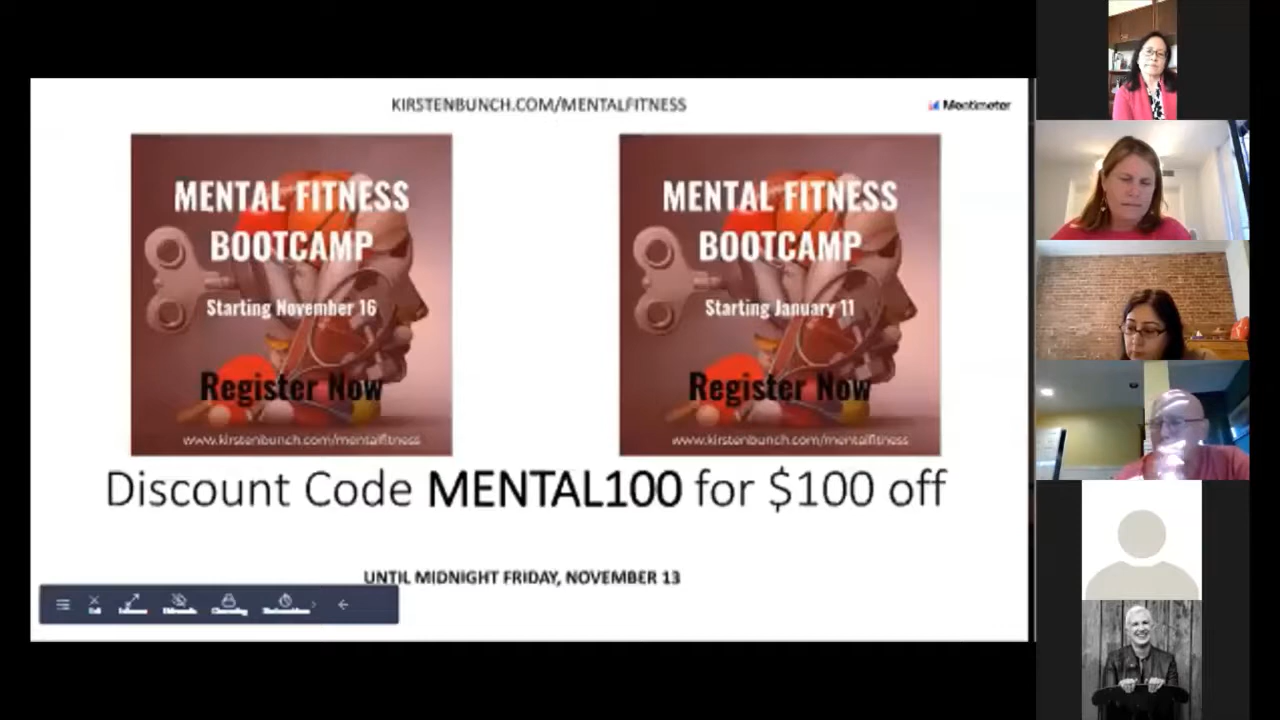 KIRSTENBUNCH.COM/MENTALFITNESS
Mentimeter
MENTAL FITNESS
BOOTCAMP
Starting November 16
Register Now
www.kirstenbunch.com/mentalfitness
MENTAL FITNESS
BOOTCAMP
Starting January 11
Register Now
www.kirstenbunch.com/mentalfitness
Discount Code MENTAL100 for $100 off
UNTIL MIDNIGHT FRIDAY, NOVEMBER 13